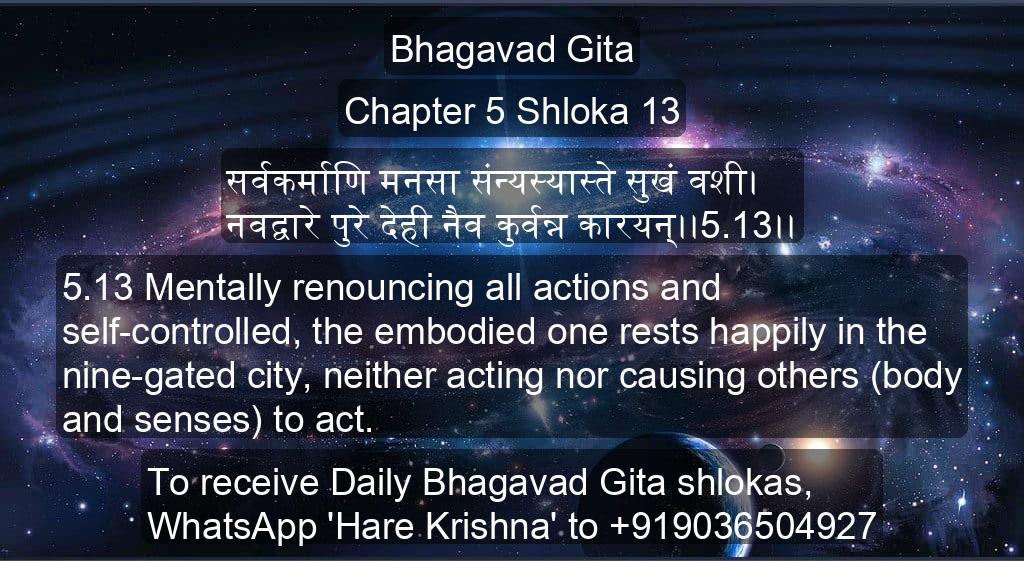 Bhagavad Gita
Chapter 5 Shloka 13
सर्वकर्माणि मनसा संन्यस्यास्ते सुखं वशी।
नवद्वारे पुरे देही नैव कुर्वन्न कारयन्।।5.13।।
5.13 Mentally renouncing all actions and
self-controlled, the embodied one rests happily in the
nine-gated city, neither acting nor causing others (body
and senses) to act.
To receive Daily Bhagavad Gita shlokas,
WhatsApp 'Hare Krishna' to +919036504927